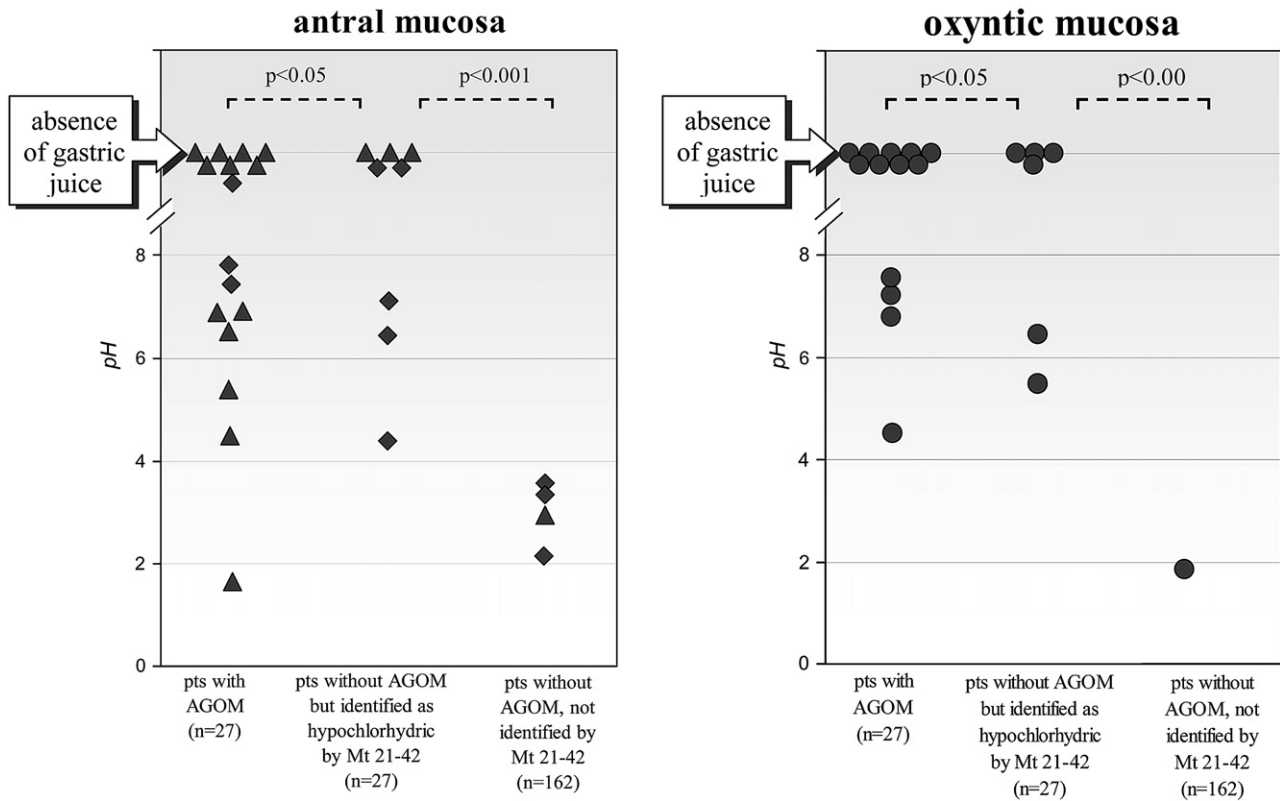 antral mucosa
p<0.05
p<0.001
absence
of gastric
juice
8
6
pH
4
2
0
pts with
AGOM
(n=27)
pts without AGOM
but identified as
hypochlorhydric
by Mt 21-42
(n=27)
pts without
AGOM, not
identified by
Mt 21-42
(n=162)
oxyntic mucosa
p<0.05
p<0.00
absence
of gastric
juice
8
6
pH
4
2
0
pts with
AGOM
(n=27)
pts without AGOM
but identified as
hypochlorhydric
by Mt 21-42
(n=27)
pts without
AGOM, not
identified by
Mt 21-42
(n=162)